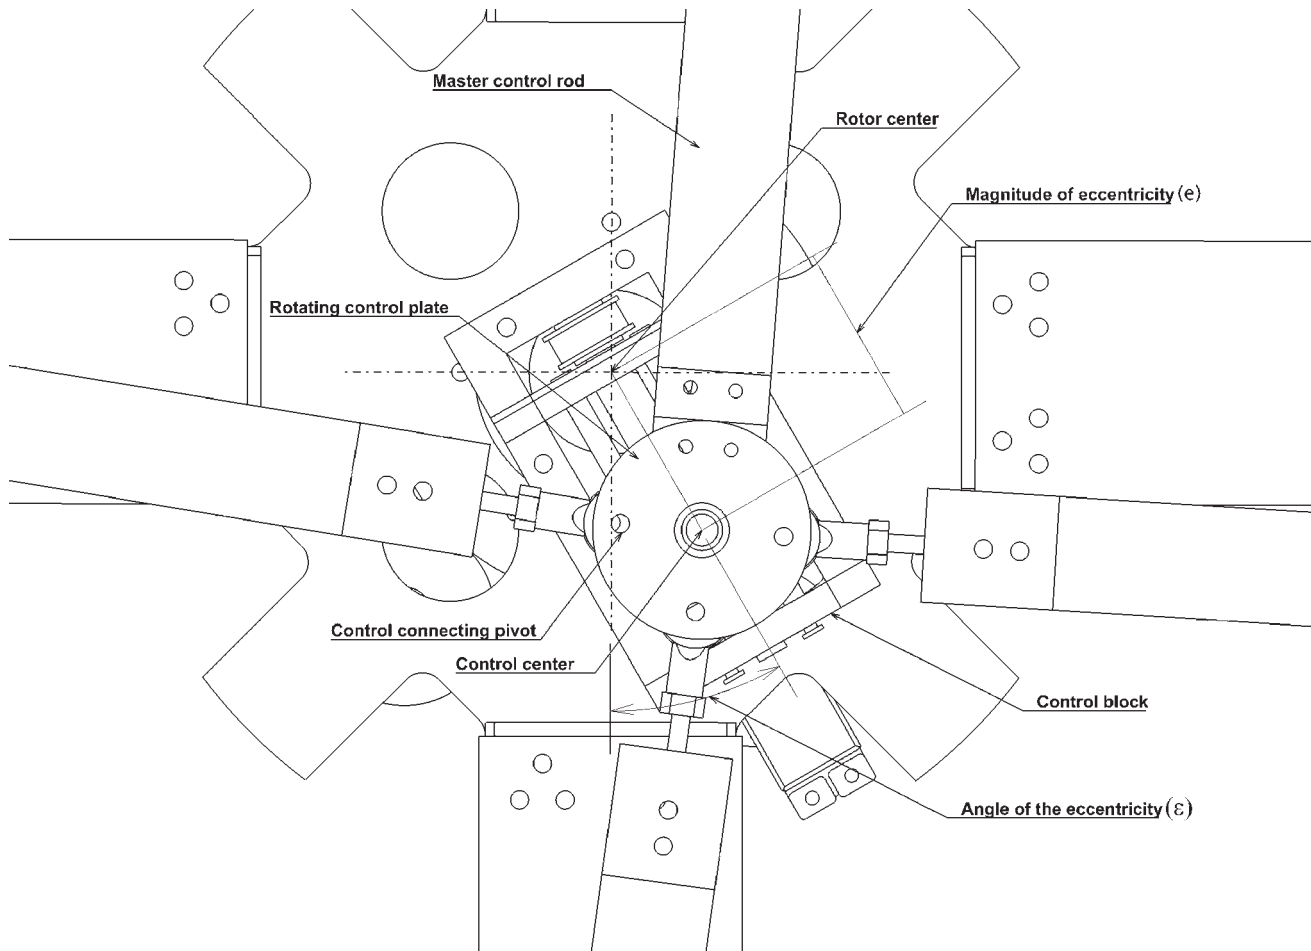 Master control rod
Rotor center
Magnitude of eccentricity (e)
Rotating control plate
Control connecting pivot
Control center
Control block
Angle of the eccentricity (ε)